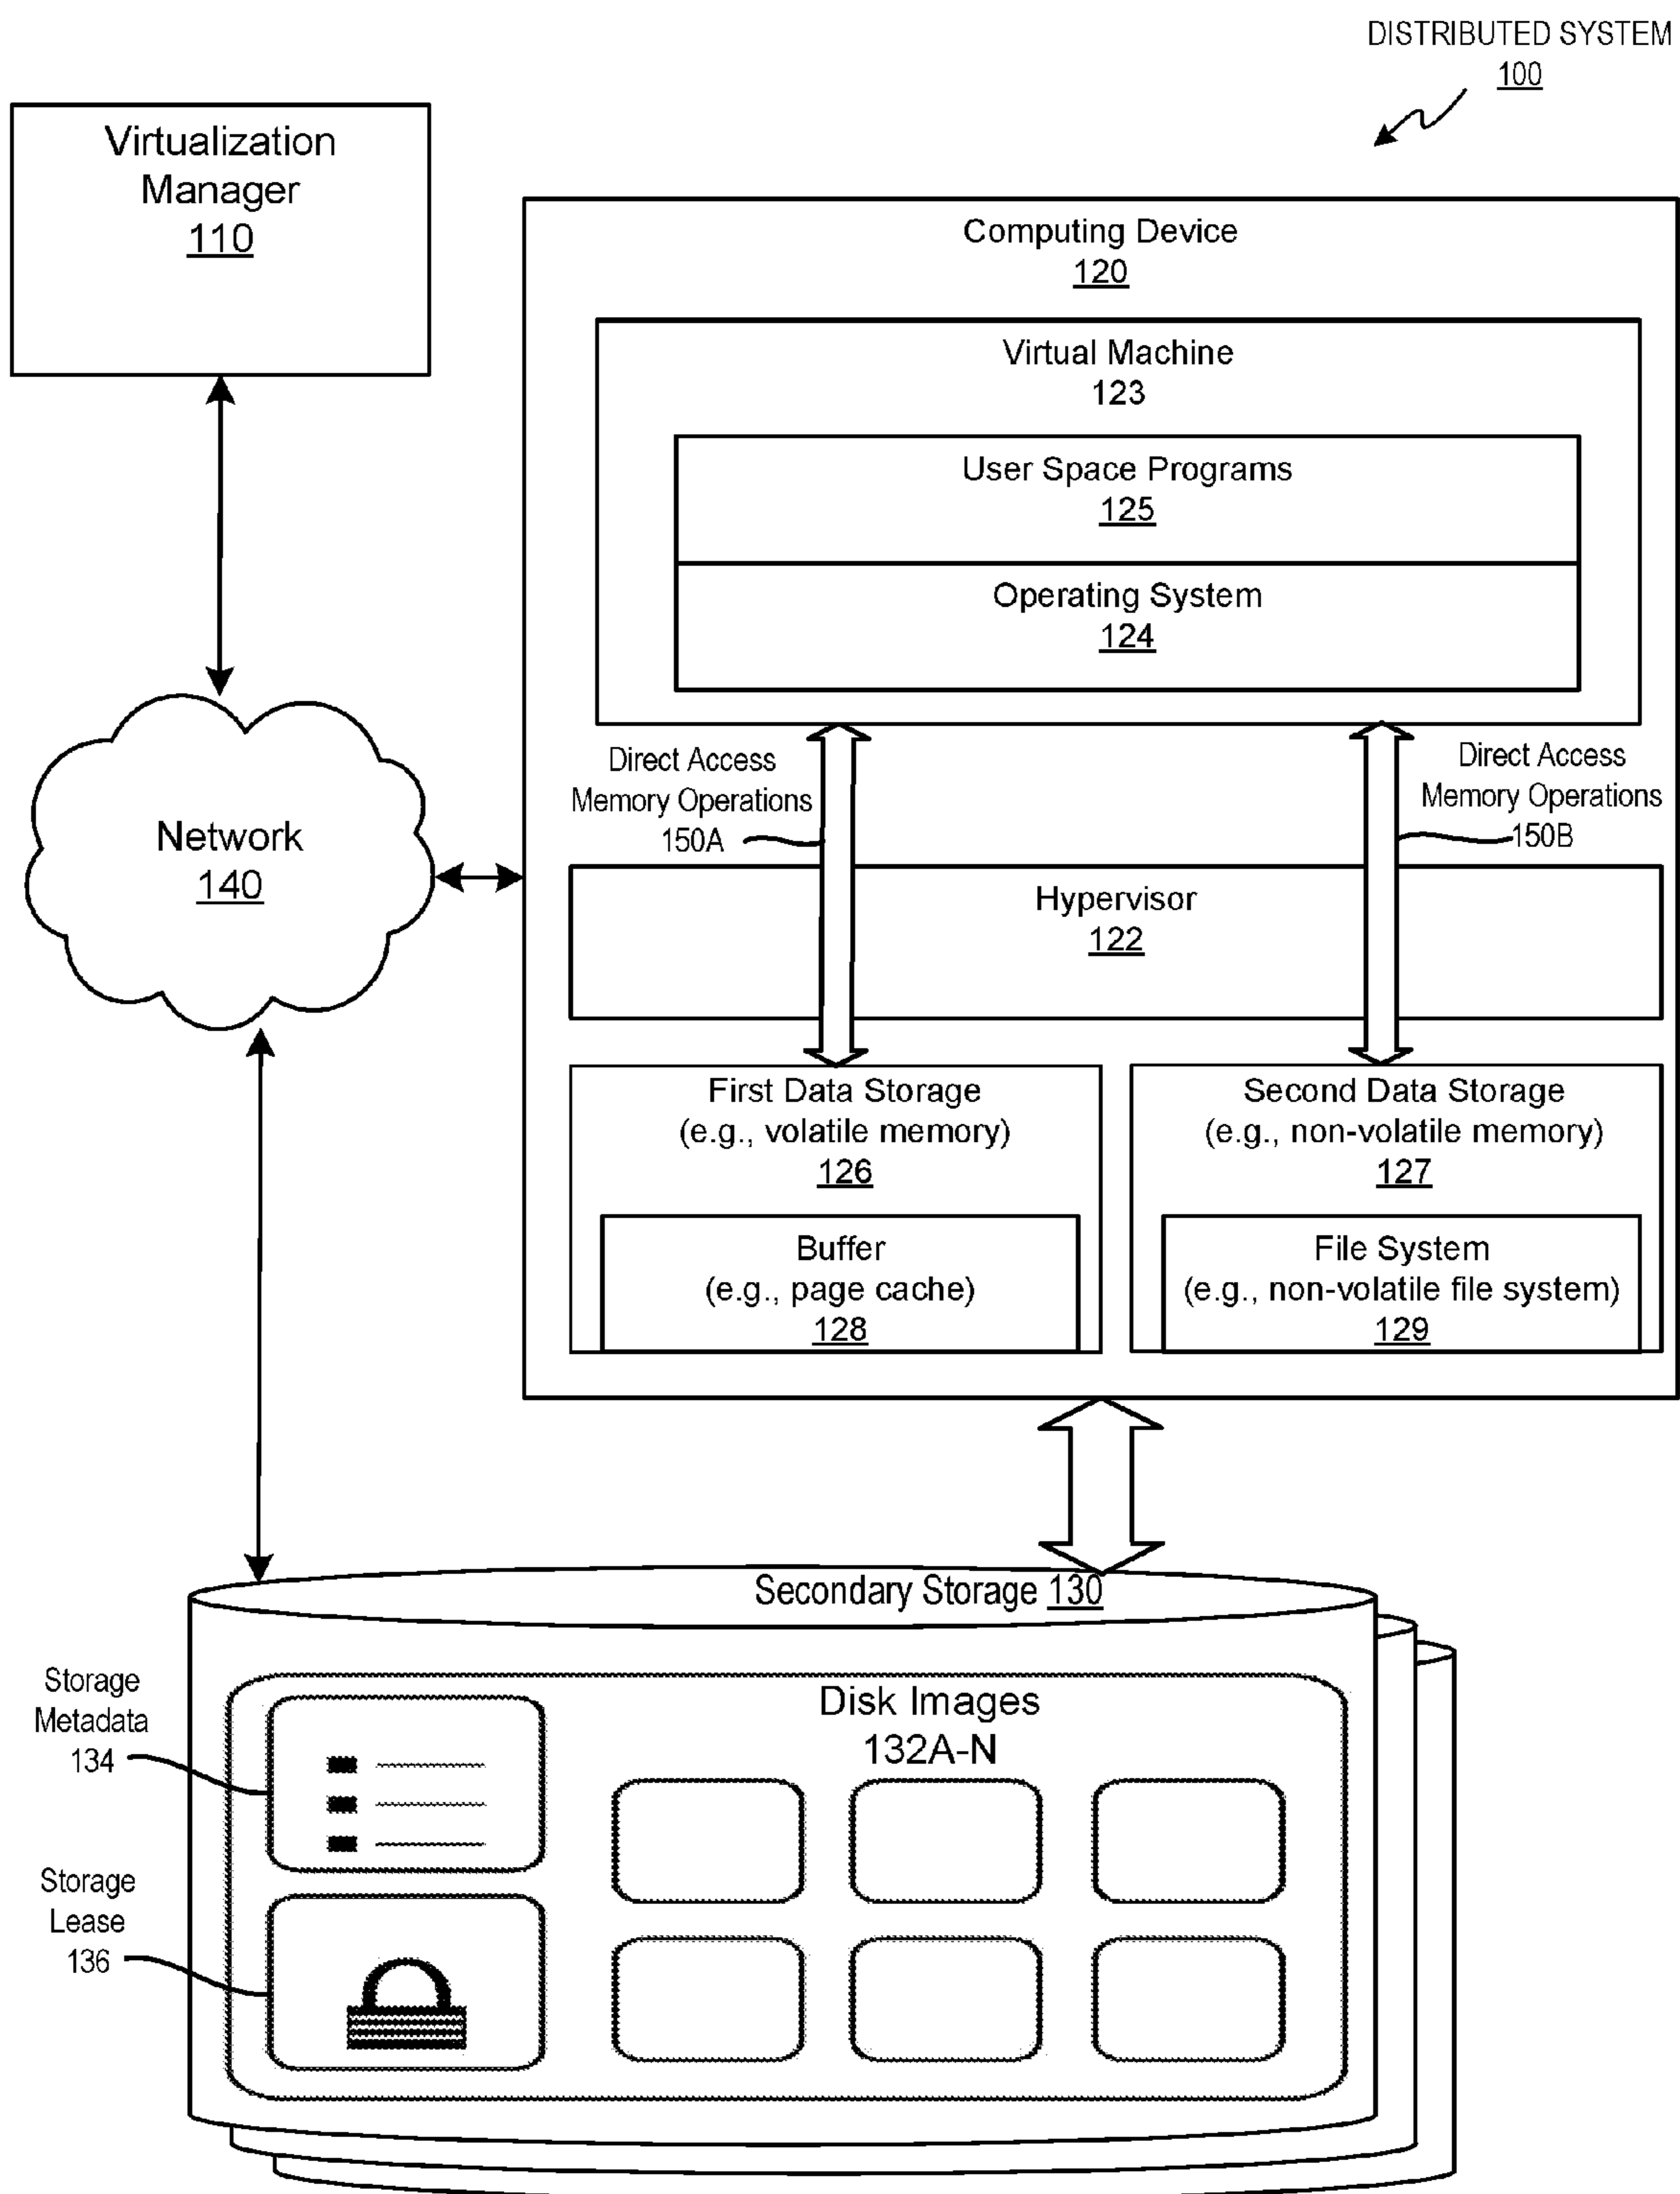 DISTRIBUTED SYSTEM
100
Virtualization
Manager
110
Computing Device
120
Virtual Machine
123
User Space Programs
125
Operating System
124
Direct Access
Memory Operations
150A
Direct Access
Memory Operations
150B
Network
140
Hypervisor
122
First Data Storage
(e.g., volatile memory)
126
Second Data Storage
(e.g., non-volatile memory)
127
Buffer
(e.g., page cache)
128
File System
(e.g., non-volatile file system)
129
Secondary Storage 130
Storage
Metadata
134
Disk Images
132A-N
Storage
Lease
136